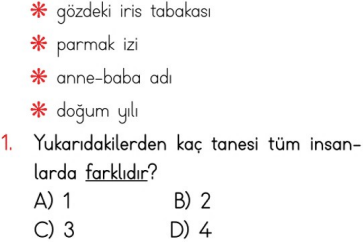 * gözdeki iris tabakası
* parmak izi
* anne-baba adı
* doğum yılı
1. Yukarıdakilerden kaç tanesi tüm insan-
larda farklıdır?
A) 1 B) 2
C) 3 D) 4